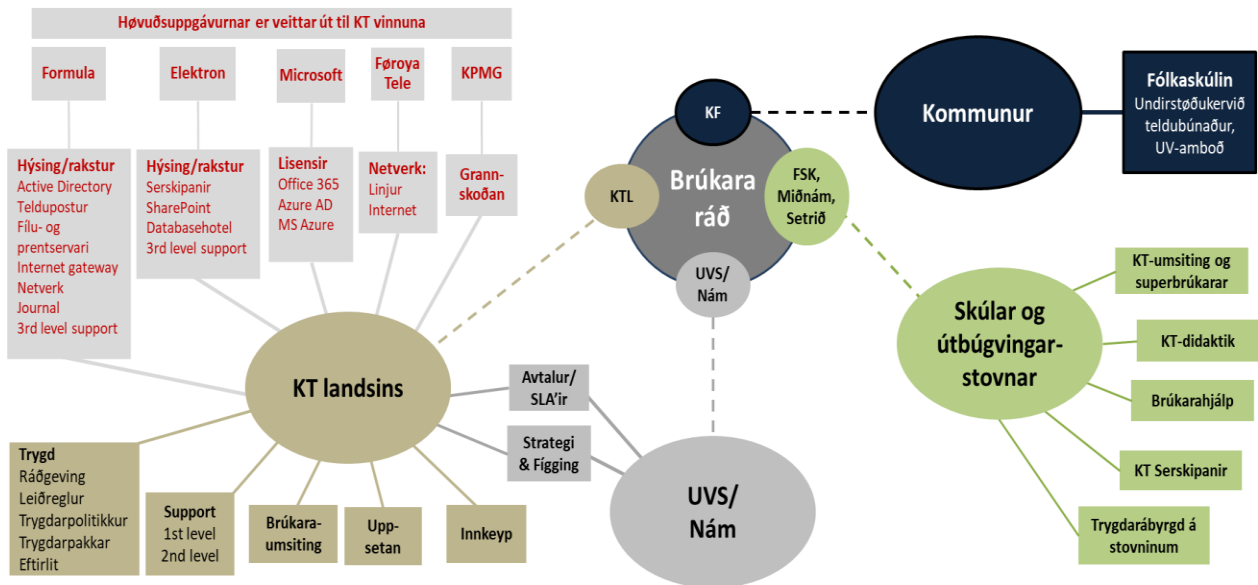 Høvuðsuppgávurnar er veittar út til KT vinnuna
Formula
Elektron
Microsoft
Føroya
Tele
KPMG
Hýsing/rakstur
Active Directory
Teldupostur
Fílu- og
prentservari
Internet gateway
Netverk
Journal
3rd level support
Hýsing/rakstur
Serskipanir
SharePoint
Databasehotel
3rd level support
Lisensir
Office 365
Azure AD
MS Azure
Netverk:
Linjur
Internet
Grann-
skoðan
KF
Brúkara
ráð
KTL
FSK,
Miðnám,
Setrið
UVS/
Nám
Kommunur
Fólkaskúlin
Undirstøðukervið
teldubúnaður,
UV-amboð
KT landsins
Avtalur/
SLA’ir
Strategi
& Fígging
UVS/
Nám
Trygd
Ráðgeving
Leiðreglur
Trygdarpolitikkur
Trygdarpakkar
Eftirlit
Support
1st level
2nd level
Brúkara-
umsiting
Upp-
setan
Innkeyp
Skúlar og
útbúgvingar-
stovnar
KT-umsiting og
superbrúkarar
KT-didaktik
Brúkarahjálp
KT Serskipanir
Trygdarábyrgd á
stovninum